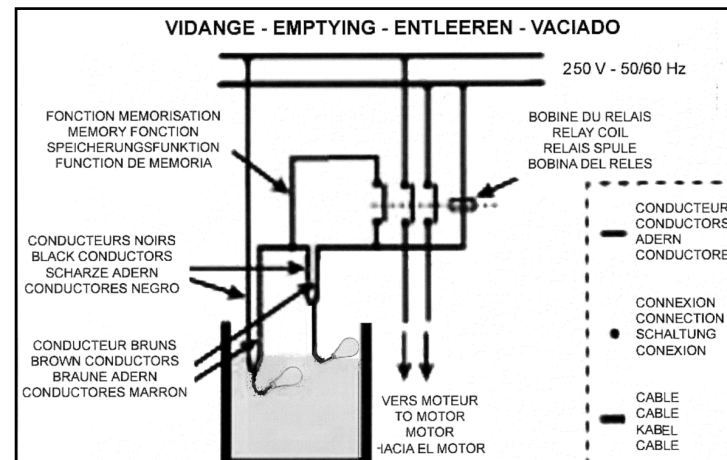 VIDANGE - EMPTYING - ENTLEEREN - VACIADO
250 V - 50/60 Hz
FONCTION MEMORISATION
MEMORY FONCTION
SPEICHERUNGSFUNKTION
FUNCTION DE MEMORIA
BOBINE DU RELAIS
RELAY COIL
RELAIS SPULE
BOBINA DEL RELES
CONDUCTEURS NOIRS
BLACK CONDUCTORS
SCHARZE ADERN
CONDUCTORES NEGRO
CONDUCTEUR BRUNS
BROWN CONDUCTORS
BRAUNE ADERN
CONDUCTORES MARRON
VERS MOTEUR
TO MOTOR
MOTOR
HACIA EL MOTOR
CONDUCTEUR
CONDUCTORS
ADERN
CONDUCTORE
CONNEXION
CONNECTION
SCHALTUNG
CONEXION
CABLE
CABLE
KABEL
CABLE